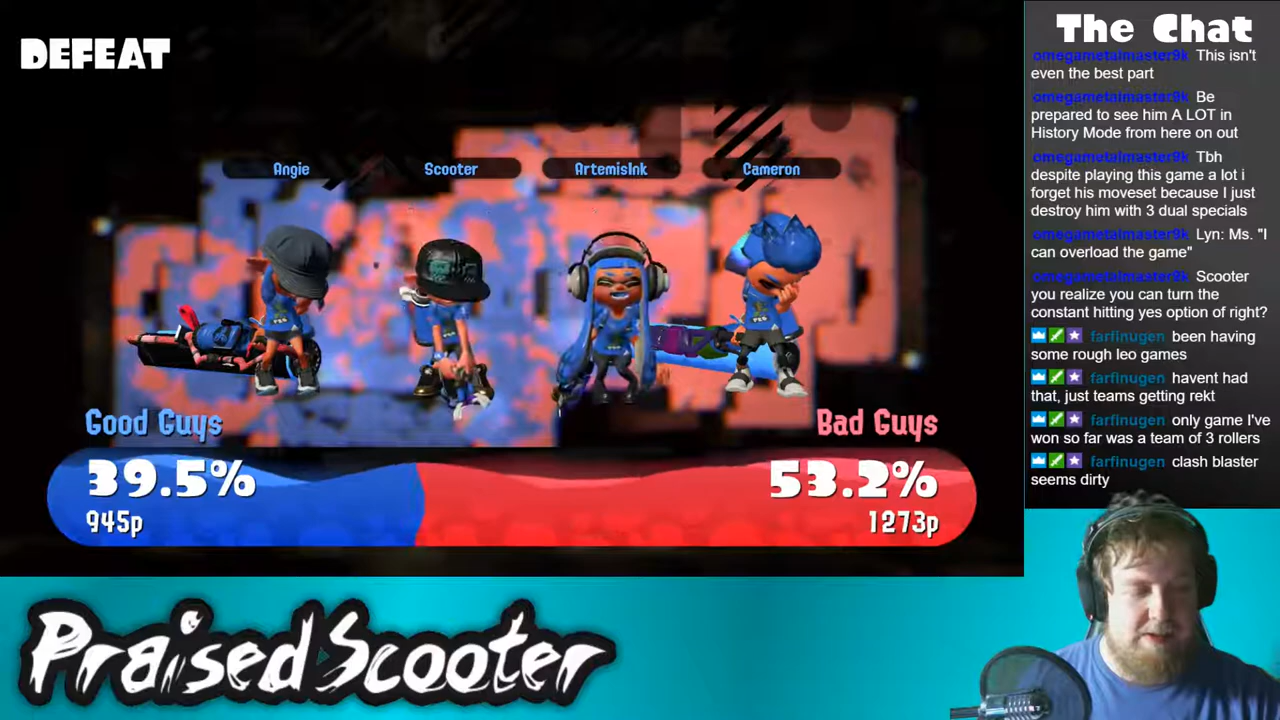 DEFEAT
Angie
Scooter
ArtemisInk
Cameron
Good Guys
Bad Guys
39.5%
53.2%
945p
1273p
PraisedScooter
The Chat
omegametalmaster9k This isn't
even the best part
omegametalmaster9k Be
prepared to see him A LOT in
History Mode from here on out
omegametalmaster9k Tbh
despite playing this game a lot i
forget his moveset because I just
destroy him with 3 dual specials
omegametalmaster9k Lyn: Ms. "I
can overload the game"
omegametalmaster9k Scooter
you realize you can turn the
constant hitting yes option of right?
farfinugen been having
some rough leo games
farfinugen havent had
that, just teams getting rekt
farfinugen only game I've
won so far was a team of 3 rollers
farfinugen clash blaster
seems dirty